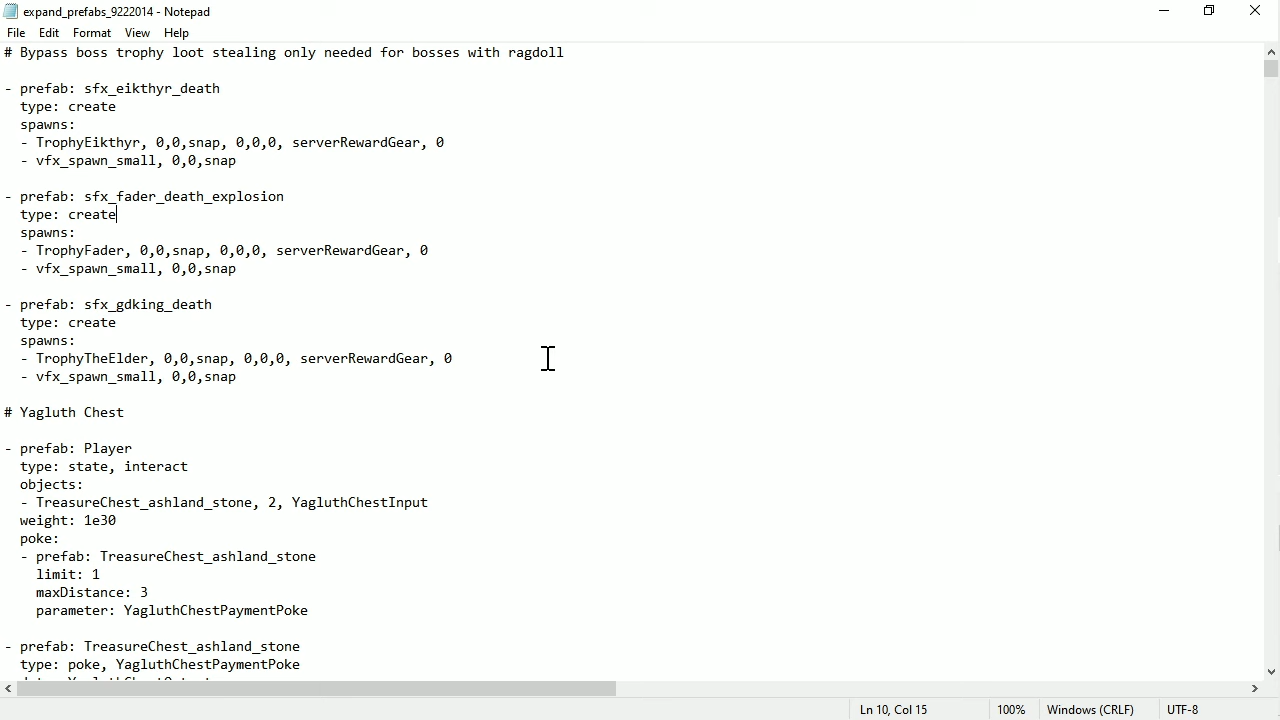 expand_prefabs_9222014 - Notepad
File Edit Format View Help
# Bypass boss trophy loot stealing only needed for bosses with ragdoll
- prefab: sfx_eikthyr_death
type: create
spawns:
- TrophyEikthyr, 0,0,snap, 0,0,0, serverRewardGear, 0
- vfx_spawn_small, 0,0,snap
- prefab: sfx_fader_death_explosion
type: create
spawns:
- TrophyFader, 0,0,snap, 0,0,0, serverRewardGear, 0
- vfx_spawn_small, 0,0,snap
- prefab: sfx_gdking_death
type: create
spawns:
- TrophyTheElder, 0,0,snap, 0,0,0, serverRewardGear, 0
- vfx_spawn_small, 0,0,snap
# Yagluth Chest
- prefab: Player
type: state, interact
objects:
- TreasureChest_ashland_stone, 2, YagluthChestInput
weight: 1e30
poke:
- prefab: TreasureChest_ashland_stone
limit: 1
maxDistance: 3
parameter: YagluthChestPaymentPoke
- prefab: TreasureChest_ashland_stone
type: poke, YagluthChestPaymentPoke
Ln 10, Col 15 100% Windows (CRLF) UTF-8